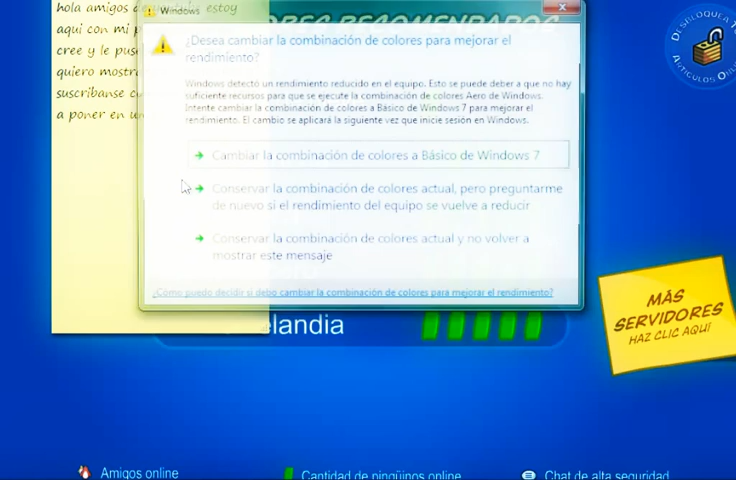 hola amigos de estoy
aqui con mi p
cree y le puse
quiero mostra
suscribanse cu
a poner en un
Windows
¿Desea cambiar la combinación de colores para mejorar el
rendimiento?
Windows detectó un rendimiento reducido en el equipo. Esto se puede deber a que no hay
suficiente recursos para que se ejecute la combinación de colores Aero de Windows.
Intente cambiar la combinación de colores a Básico de Windows 7 para mejorar el
rendimiento. El cambio se aplicará la siguiente vez que inicie sesión en Windows.
Cambiar la combinación de colores a Básico de Windows 7
Conservar la combinación de colores actual, pero preguntarme
de nuevo si el rendimiento del equipo se vuelve a reducir
Conservar la combinación de colores actual y no volver a
mostrar este mensaje
¿Cómo puedo decidir si debo cambiar la combinación de colores para mejorar el rendimiento?
elandia
MÁS
SERVIDORES
HAZ CLIC AQUÍ
Amigos online
Cantidad de pingüinos online
Chat de alta seguridad